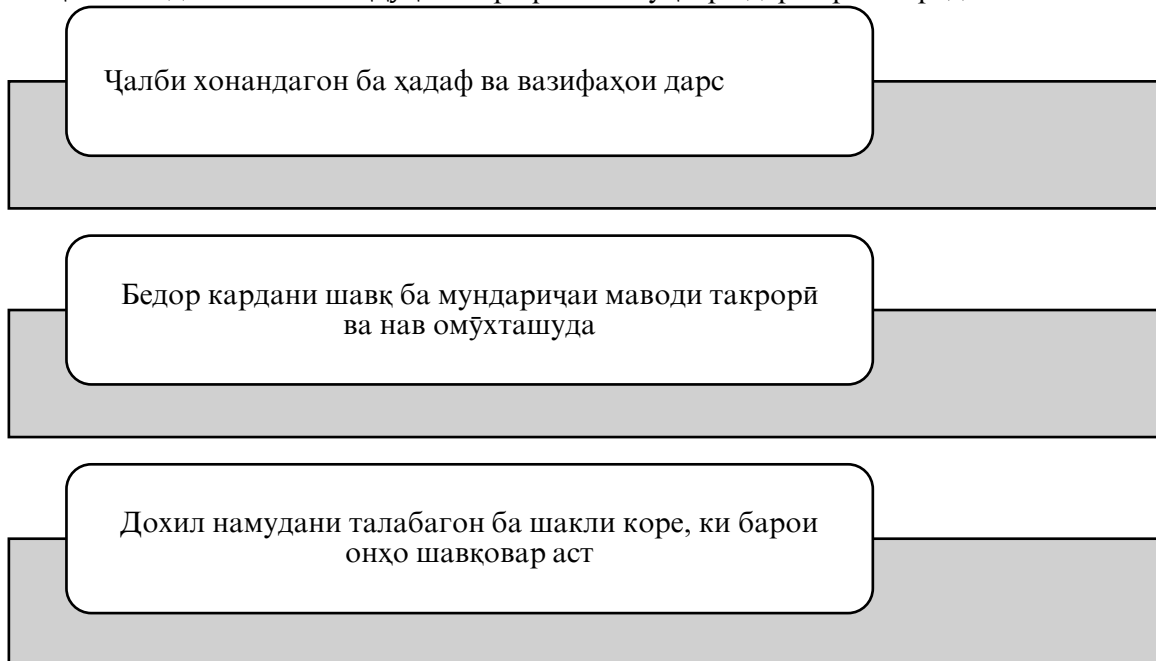 Ҷалби хонандагон ба ҳадаф ва вазифаҳои дарс
Бедор кардани шавқ ба мундариҷаи маводи такрорӣ
ва нав омӯхташуда
Дохил намудани талабагон ба шакли коре, ки барои
онҳо шавқовар аст